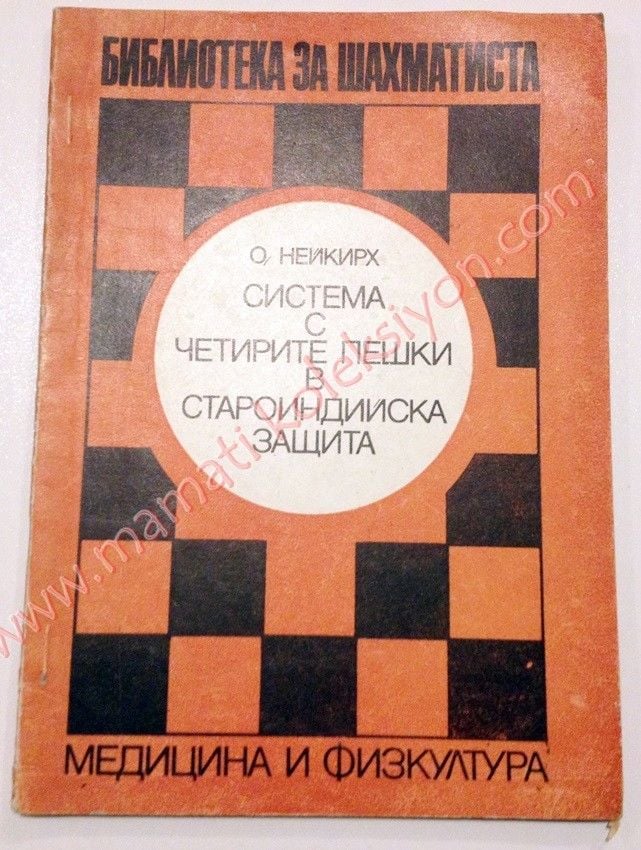 БИБЛИОТЕКА ЗА ШАХМАТИСТА
О. НЕЙКИРХ
СИСТЕМА
С
ЧЕТИРИТЕ ПЕШКИ
В
СТАРОИНДИЙСКА
ЗАЩИТА
МЕДИЦИНА И ФИЗКУЛТУРА
www.mamatikoleksiyon.com